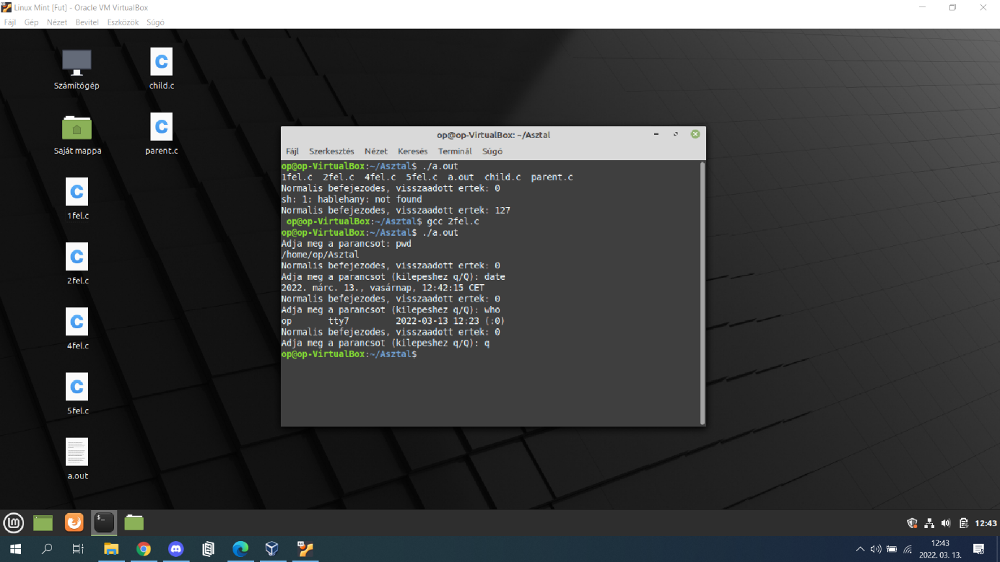 Linux Mint [Fut] - Oracle VM VirtualBox
Fájl Gép Nézet Bevitel Eszközök Súgó
Számítógép
child.c
Saját mappa
parent.c
1fel.c
2fel.c
4fel.c
5fel.c
a.out
op@op-VirtualBox: ~/Asztal
Fájl Szerkesztés Nézet Keresés Terminál Súgó
op@op-VirtualBox:~/Asztal$ ./a.out
1fel.c 2fel.c 4fel.c 5fel.c a.out child.c parent.c
Normalis befejezodes, visszaadott ertek: 0
sh: 1: hablehany: not found
Normalis befejezodes, visszaadott ertek: 127
op@op-VirtualBox:~/Asztal$ gcc 2fel.c
op@op-VirtualBox:~/Asztal$ ./a.out
Adja meg a parancsot: pwd
/home/op/Asztal
Normalis befejezodes, visszaadott ertek: 0
Adja meg a parancsot (kilepeshez q/Q): date
2022. márc. 13., vasárnap, 12:42:15 CET
Normalis befejezodes, visszaadott ertek: 0
Adja meg a parancsot (kilepeshez q/Q): who
op tty7 2022-03-13 12:23 (:0)
Normalis befejezodes, visszaadott ertek: 0
Adja meg a parancsot (kilepeshez q/Q): q
op@op-VirtualBox:~/Asztal$
12:43
12:43
2022. 03. 13.